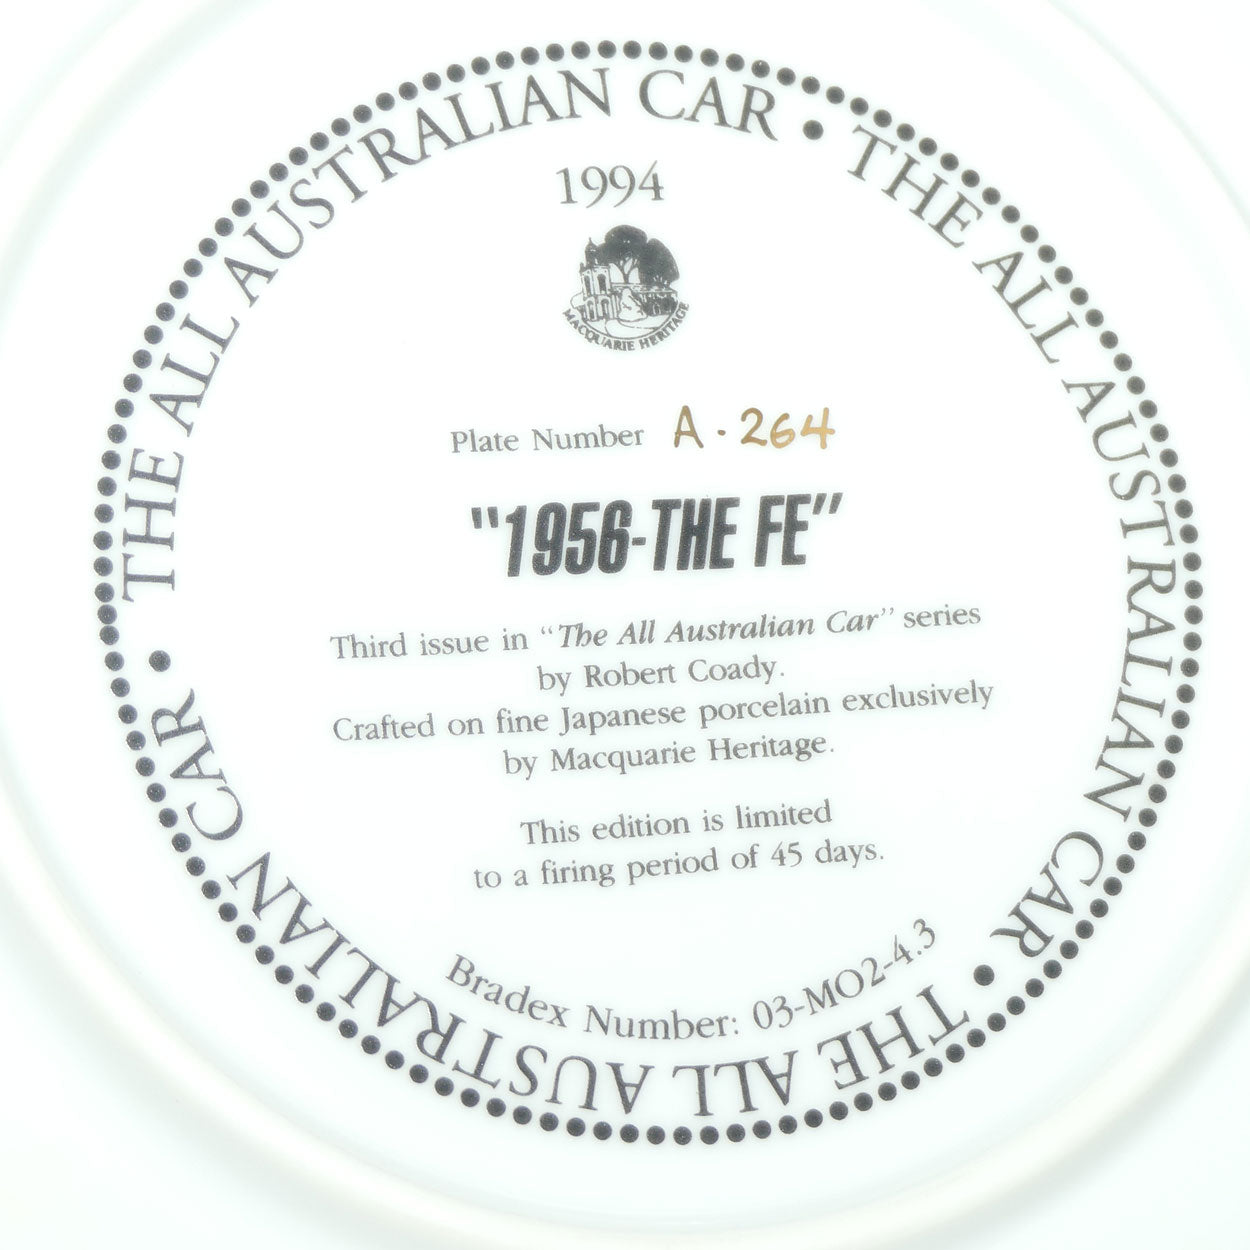 THE ALL AUSTRALIAN CAR • THE ALL AUSTRALIAN CAR • THE ALL AUSTRALIAN CAR •
1994
MACQUARIE HERITAGE
Plate Number A-264
"1956-THE FE"
Third issue in "The All Australian Car" series
by Robert Coady.
Crafted on fine Japanese porcelain exclusively
by Macquarie Heritage.
This edition is limited
to a firing period of 45 days.
Bradex Number: 03-MO2-4.3